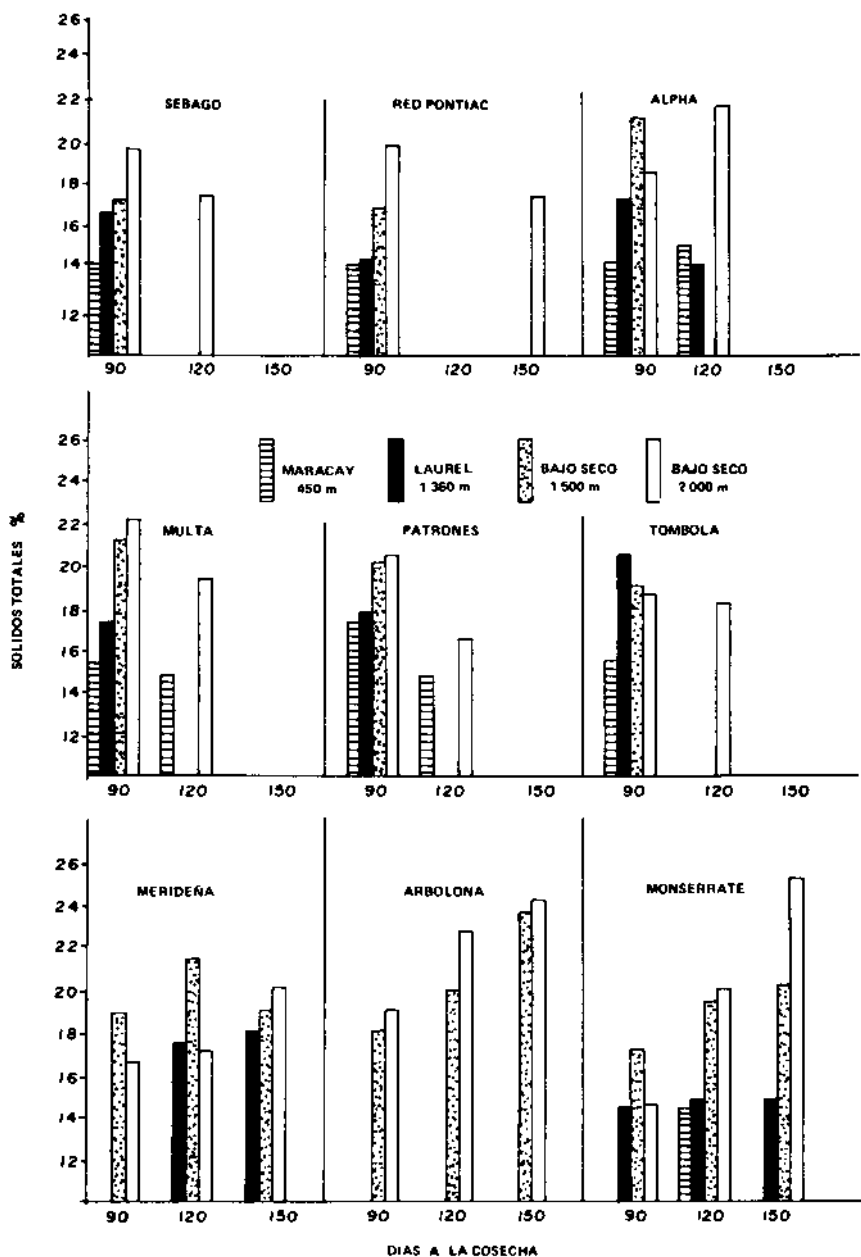 26
24
22
20
18
16
14
12
SEBAGO
RED PONTIAC
ALPHA
90 120 150 90 120 150 90 120 150
SOLIDOS TOTALES %
26
24
22
20
18
16
14
12
MARACAY
450 m
LAUREL
1 360 m
BAJO SECO
1 500 m
BAJO SECO
2 000 m
MULTA
PATRONES
TOMBOLA
90 120 150 90 120 150 90 120 150
26
24
22
20
18
16
14
12
MERIDEÑA
ARBOLONA
MONSERRATE
90 120 150 90 120 150 90 120 150
DIAS A LA COSECHA